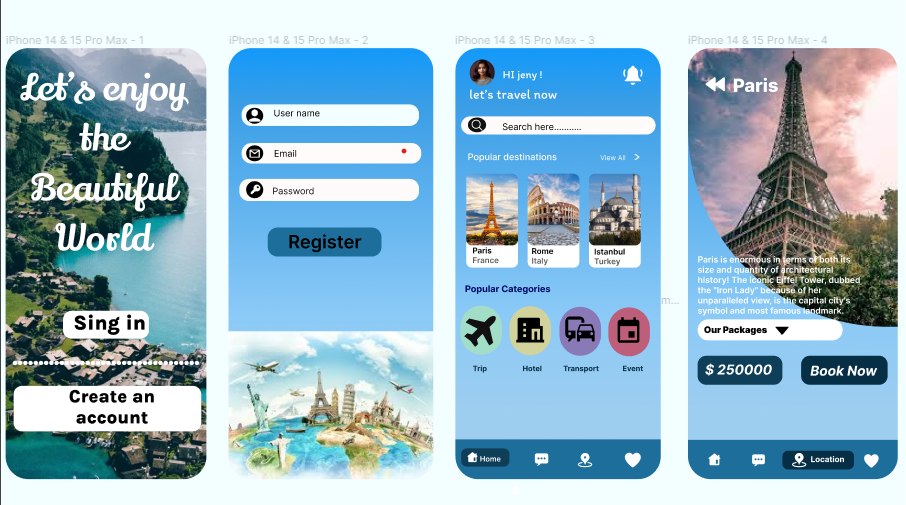 iPhone 14 & 15 Pro Max - 1
Let's enjoy
the
Beautiful
World
Sing in
Create an
account
iPhone 14 & 15 Pro Max - 2
User name
Email
Password
Register
iPhone 14 & 15 Pro Max - 3
HI jeny !
let's travel now
Search here...........
Popular destinations
View All
Paris
France
Rome
Italy
Istanbul
Turkey
Popular Categories
Trip
Hotel
Transport
Event
Home
m...
iPhone 14 & 15 Pro Max - 4
Paris
Paris is enormous in terms of both its
size and quantity of architectural
history! The iconic Eiffel Tower, dubbed
the "Iron Lady" because of her
unparalleled view, is the capital city's
symbol and most famous landmark.
Our Packages
$ 250000
Book Now
Location